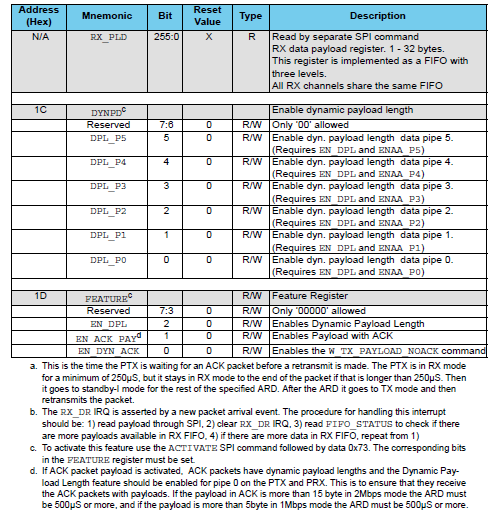 Address (Hex) Mnemonic Bit Reset Value Type Description
N/A RX_PLD 255:0 X R Read by separate SPI command
RX data payload register. 1 - 32 bytes.
This register is implemented as a FIFO with
three levels.
All RX channels share the same FIFO
1C DYNPDc Enable dynamic payload length
Reserved 7:6 0 R/W Only '00' allowed
DPL_P5 5 0 R/W Enable dyn. payload length data pipe 5.
(Requires EN_DPL and ENAA_P5)
DPL_P4 4 0 R/W Enable dyn. payload length data pipe 4.
(Requires EN_DPL and ENAA_P4)
DPL_P3 3 0 R/W Enable dyn. payload length data pipe 3.
(Requires EN_DPL and ENAA_P3)
DPL_P2 2 0 R/W Enable dyn. payload length data pipe 2.
(Requires EN_DPL and ENAA_P2)
DPL_P1 1 0 R/W Enable dyn. payload length data pipe 1.
(Requires EN_DPL and ENAA_P1)
DPL_P0 0 0 R/W Enable dyn. payload length data pipe 0.
(Requires EN_DPL and ENAA_P0)
1D FEATUREc R/W Feature Register
Reserved 7:3 0 R/W Only '00000' allowed
EN_DPL 2 0 R/W Enables Dynamic Payload Length
EN_ACK_PAYd 1 0 R/W Enables Payload with ACK
EN_DYN_ACK 0 0 R/W Enables the W_TX_PAYLOAD_NOACK command
a. This is the time the PTX is waiting for an ACK packet before a retransmit is made. The PTX is in RX mode
for a minimum of 250µS, but it stays in RX mode to the end of the packet if that is longer than 250µS. Then
it goes to standby-I mode for the rest of the specified ARD. After the ARD it goes to TX mode and then
retransmits the packet.
b. The RX_DR IRQ is asserted by a new packet arrival event. The procedure for handling this interrupt
should be: 1) read payload through SPI, 2) clear RX_DR IRQ, 3) read FIFO_STATUS to check if there
are more payloads available in RX FIFO, 4) if there are more data in RX FIFO, repeat from 1)
c. To activate this feature use the ACTIVATE SPI command followed by data 0x73. The corresponding bits
in the FEATURE register must be set.
d. If ACK packet payload is activated, ACK packets have dynamic payload lengths and the Dynamic Pay-
load Length feature should be enabled for pipe 0 on the PTX and PRX. This is to ensure that they receive
the ACK packets with payloads. If the payload in ACK is more than 15 byte in 2Mbps mode the ARD must
be 500µS or more, and if the payload is more than 5byte in 1Mbps mode the ARD must be 500µS or more.